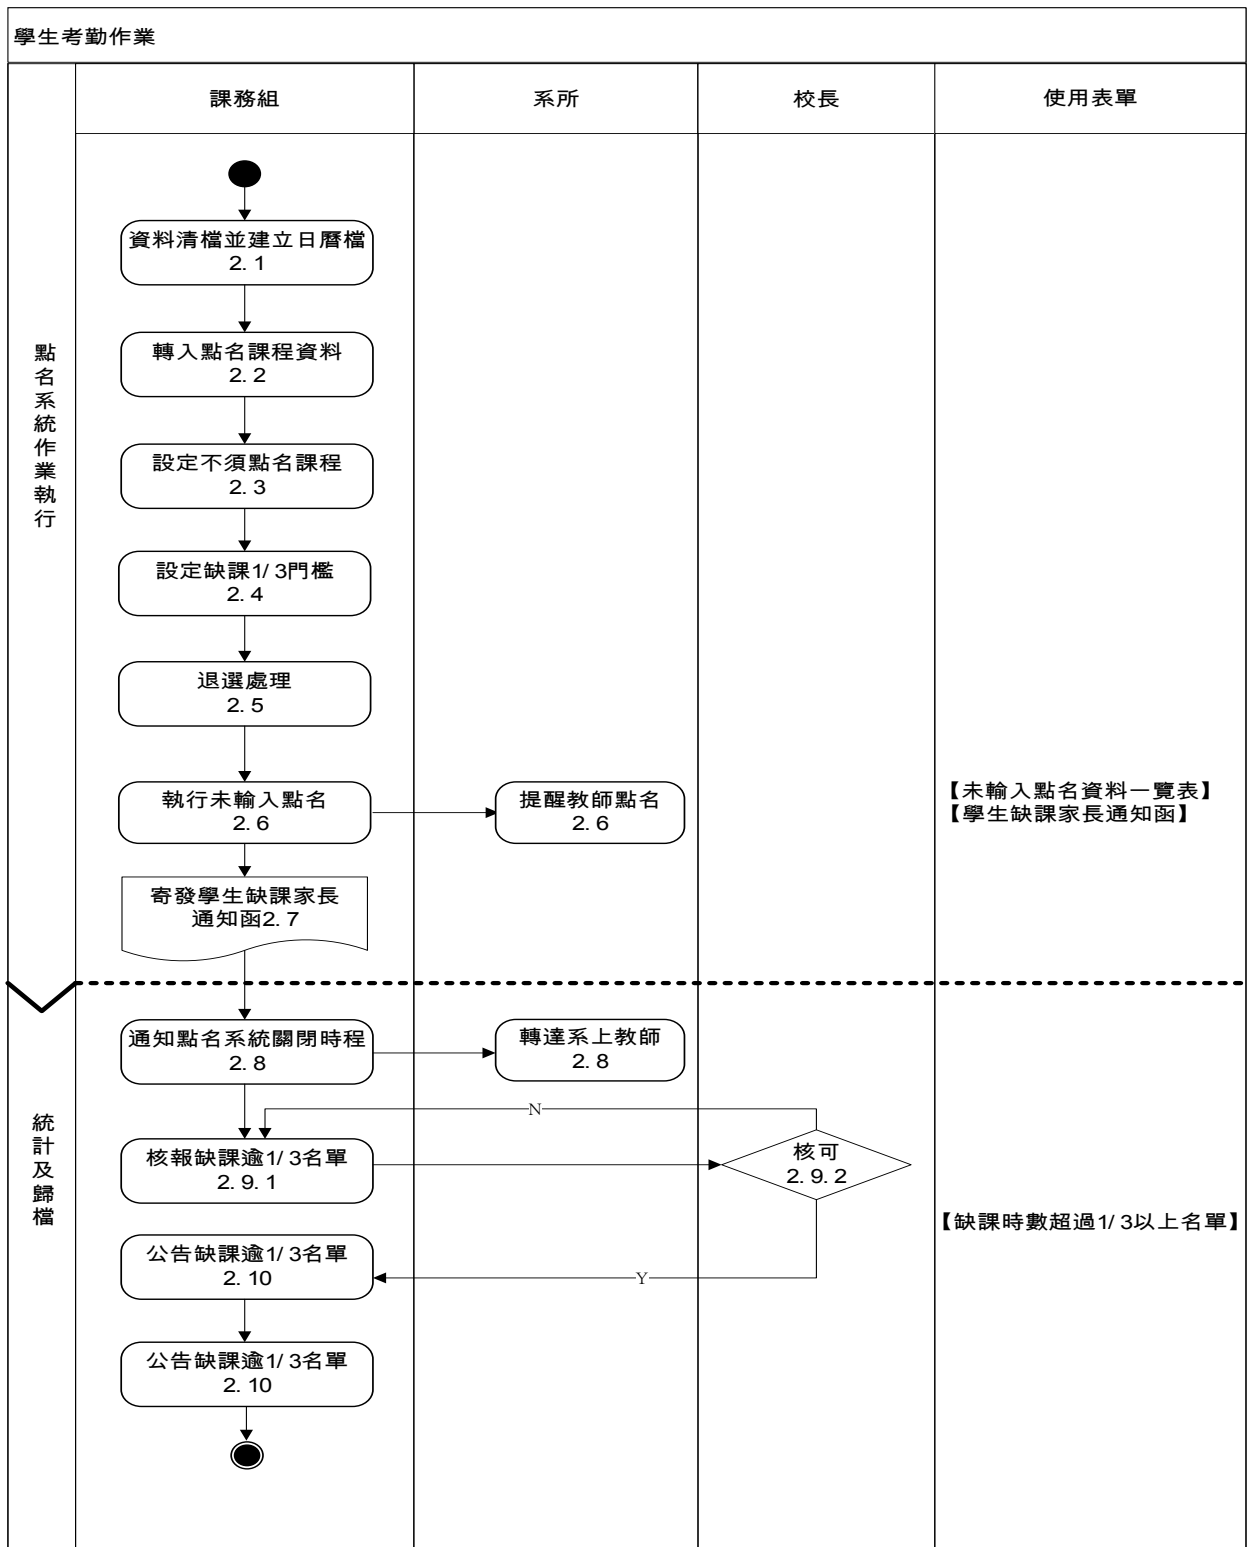 學生考勤作業
課務組
系所
校長
使用表單
點名系統作業執行
資料清檔並建立日曆檔
2. 1
轉入點名課程資料
2. 2
設定不須點名課程
2. 3
設定缺課1/ 3門檻
2. 4
退選處理
2. 5
執行未輸入點名
2. 6
提醒教師點名
2. 6
【未輸入點名資料一覽表】
【學生缺課家長通知函】
寄發學生缺課家長
通知函2. 7
統計及歸檔
通知點名系統關閉時程
2. 8
轉達系上教師
2. 8
N
核報缺課逾1/ 3名單
2. 9. 1
核可
2. 9. 2
【缺課時數超過1/ 3以上名單】
公告缺課逾1/ 3名單
2. 10
Y
公告缺課逾1/ 3名單
2. 10